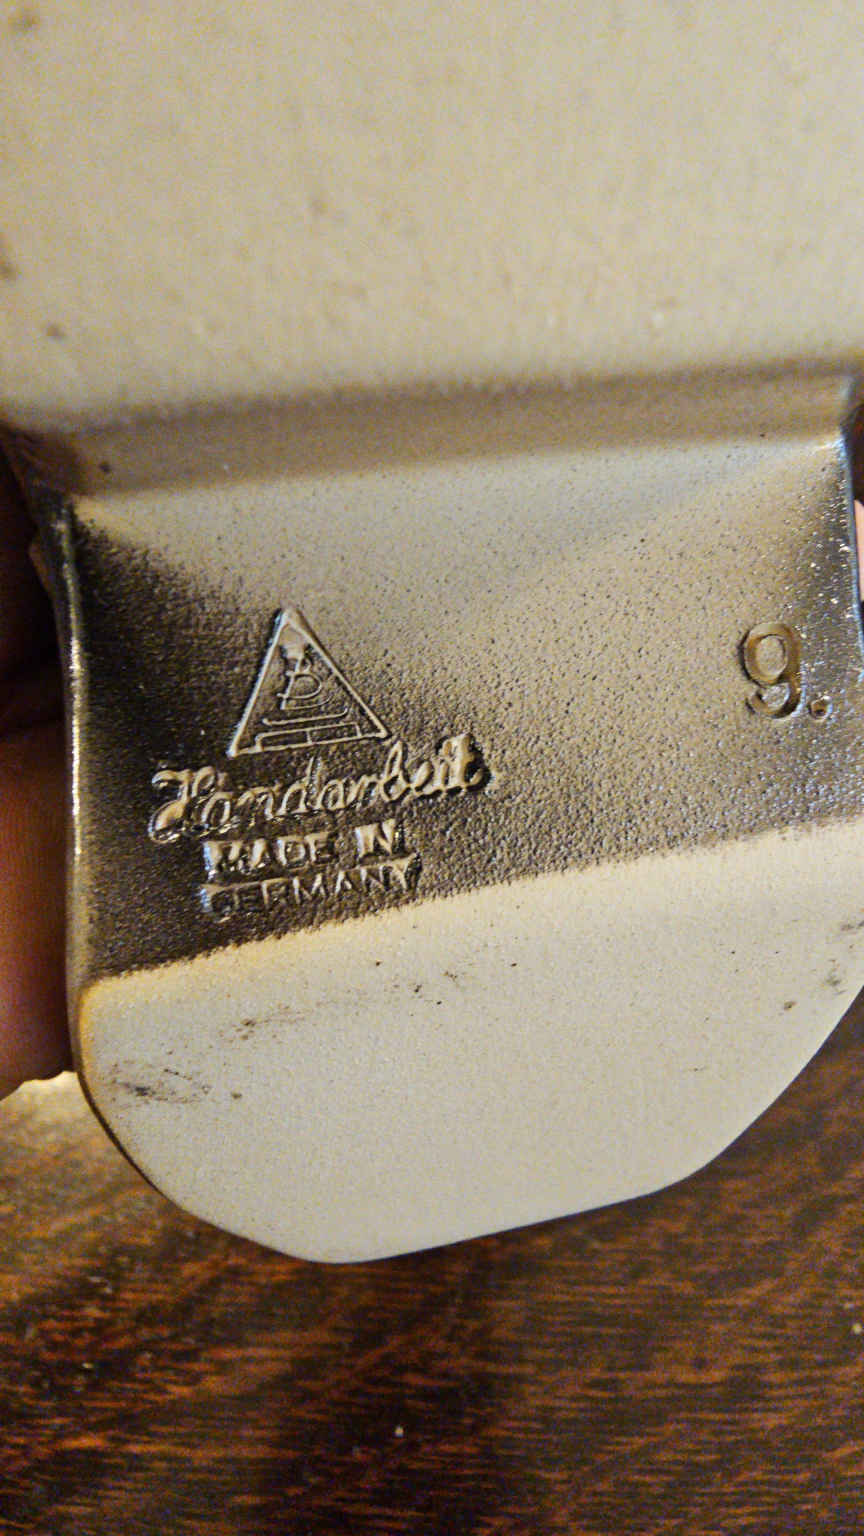 B
Handarbeit
MADE IN
GERMANY
9.